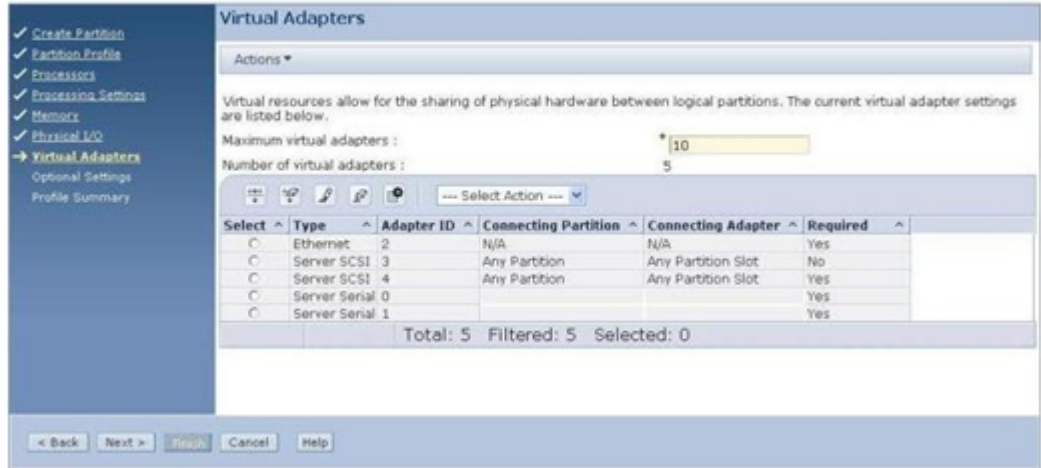 Virtual Adapters
Create Partition
Partition Profile
Processors
Processing Settings
Memory
Physical I/O
Virtual Adapters
Optional Settings
Profile Summary
Actions
Virtual resources allow for the sharing of physical hardware between logical partitions. The current virtual adapter settings
are listed below.
Maximum virtual adapters : * 10
Number of virtual adapters : 5
--- Select Action ---
Select ^ Type ^ Adapter ID ^ Connecting Partition ^ Connecting Adapter ^ Required ^
Ethernet 2 N/A N/A Yes
Server SCSI 3 Any Partition Any Partition Slot No
Server SCSI 4 Any Partition Any Partition Slot Yes
Server Serial 0 Yes
Server Serial 1 Yes
Total: 5 Filtered: 5 Selected: 0
< Back Next > Finish Cancel Help